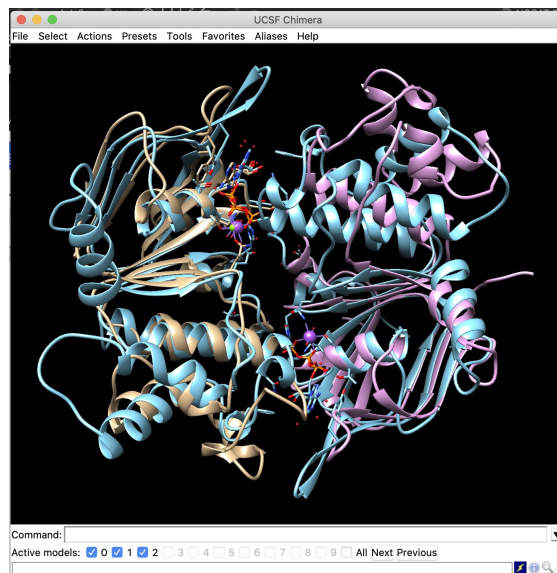 UCSF Chimera
File Select Actions Presets Tools Favorites Aliases Help
Command:
Active models: 0 1 2 3 4 5 6 7 8 9 All Next Previous